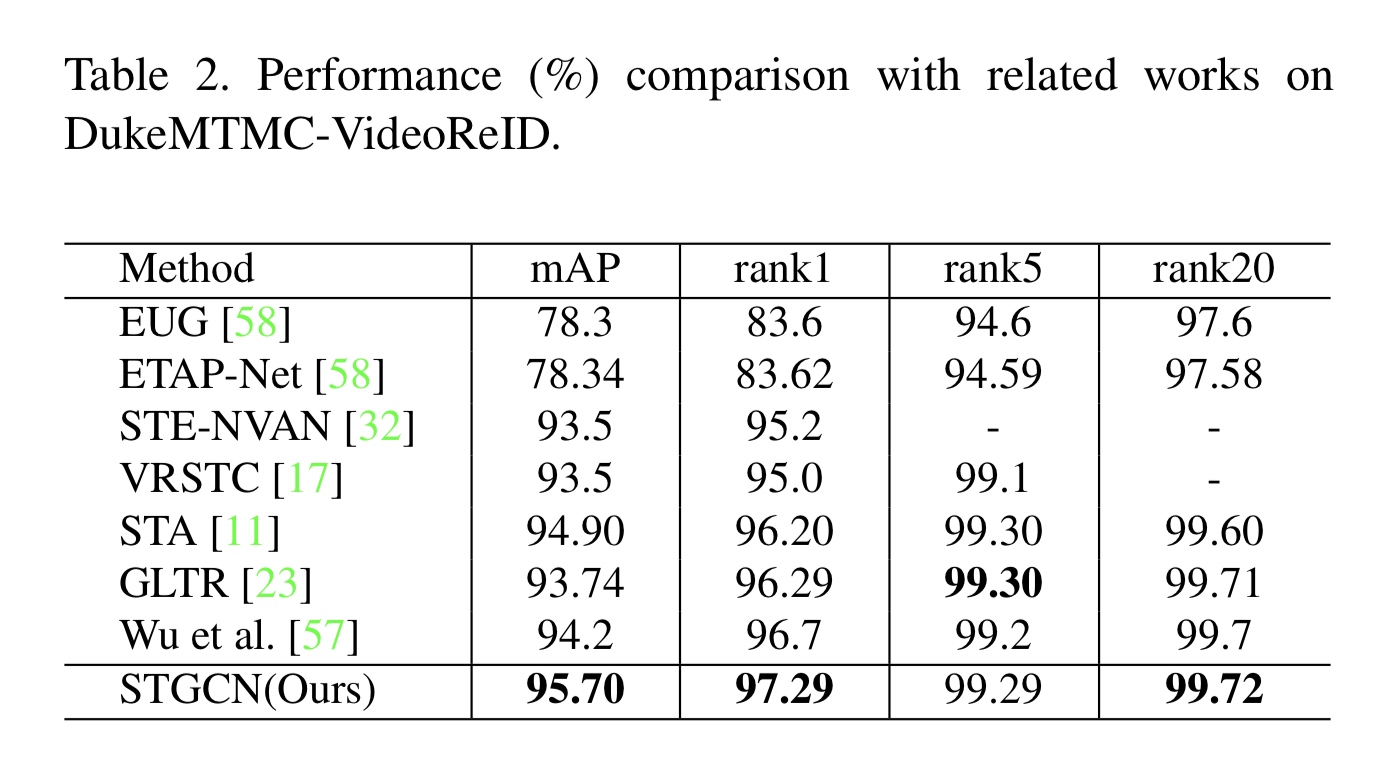 Table 2. Performance (%) comparison with related works on
DukeMTMC-VideoReID.
Method mAP rank1 rank5 rank20
EUG [58] 78.3 83.6 94.6 97.6
ETAP-Net [58] 78.34 83.62 94.59 97.58
STE-NVAN [32] 93.5 95.2 - -
VRSTC [17] 93.5 95.0 99.1 -
STA [11] 94.90 96.20 99.30 99.60
GLTR [23] 93.74 96.29 99.30 99.71
Wu et al. [57] 94.2 96.7 99.2 99.7
STGCN(Ours) 95.70 97.29 99.29 99.72